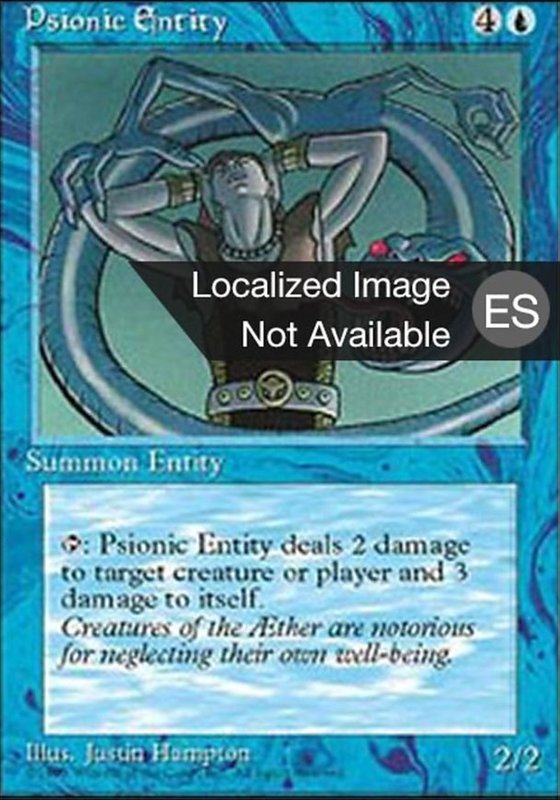 Psionic Entity 4
Localized Image
Not Available
ES
Summon Entity
: Psionic Entity deals 2 damage
to target creature or player and 3
damage to itself.
Creatures of the Æther are notorious
for neglecting their own well-being.
Illus. Justin Hampton
2/2